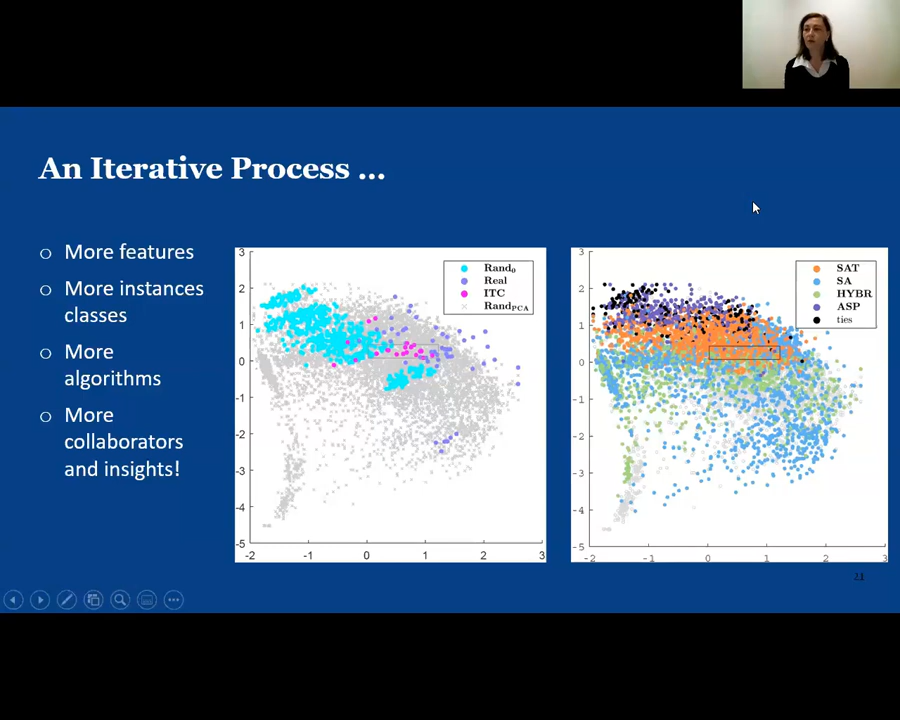 An Iterative Process ...
o More features
o More instances
classes
o More
algorithms
o More
collaborators
and insights!
3
2
1
0
-1
-2
-3
-4
-5
-2 -1 0 1 2 3
Rand0
Real
ITC
RandPCA
3
2
1
0
-1
-2
-3
-4
-5
-2 -1 0 1 2 3
SAT
SA
HYBR
ASP
ties
21